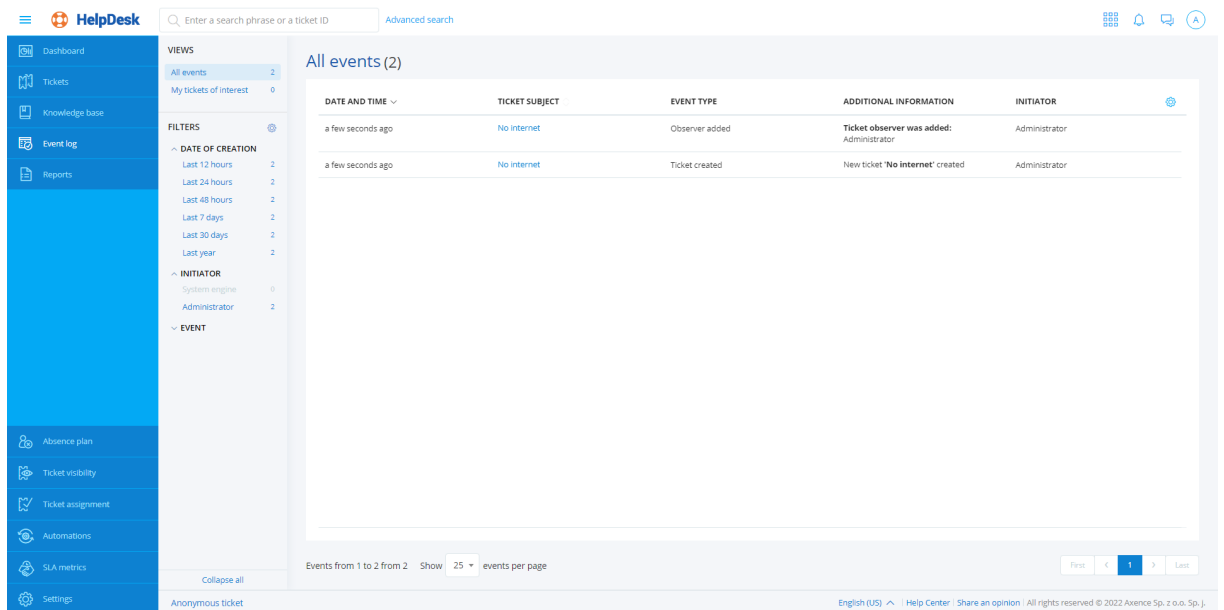 HelpDesk
Enter a search phrase or a ticket ID
Advanced search
A
Dashboard
Tickets
Knowledge base
Event log
Reports
Absence plan
Ticket visibility
Ticket assignment
Automations
SLA metrics
Settings
VIEWS
All events 2
My tickets of interest 0
FILTERS
DATE OF CREATION
Last 12 hours 2
Last 24 hours 2
Last 48 hours 2
Last 7 days 2
Last 30 days 2
Last year 2
INITIATOR
System engine 0
Administrator 2
EVENT
Collapse all
All events (2)
DATE AND TIME TICKET SUBJECT EVENT TYPE ADDITIONAL INFORMATION INITIATOR
a few seconds ago No internet Observer added Ticket observer was added: Administrator
Administrator
a few seconds ago No internet Ticket created New ticket 'No internet' created Administrator
Events from 1 to 2 from 2 Show 25 events per page
First < 1 > Last
Anonymous ticket
English (US) Help Center Share an opinion All rights reserved © 2022 Axence Sp. z o.o. Sp. j.